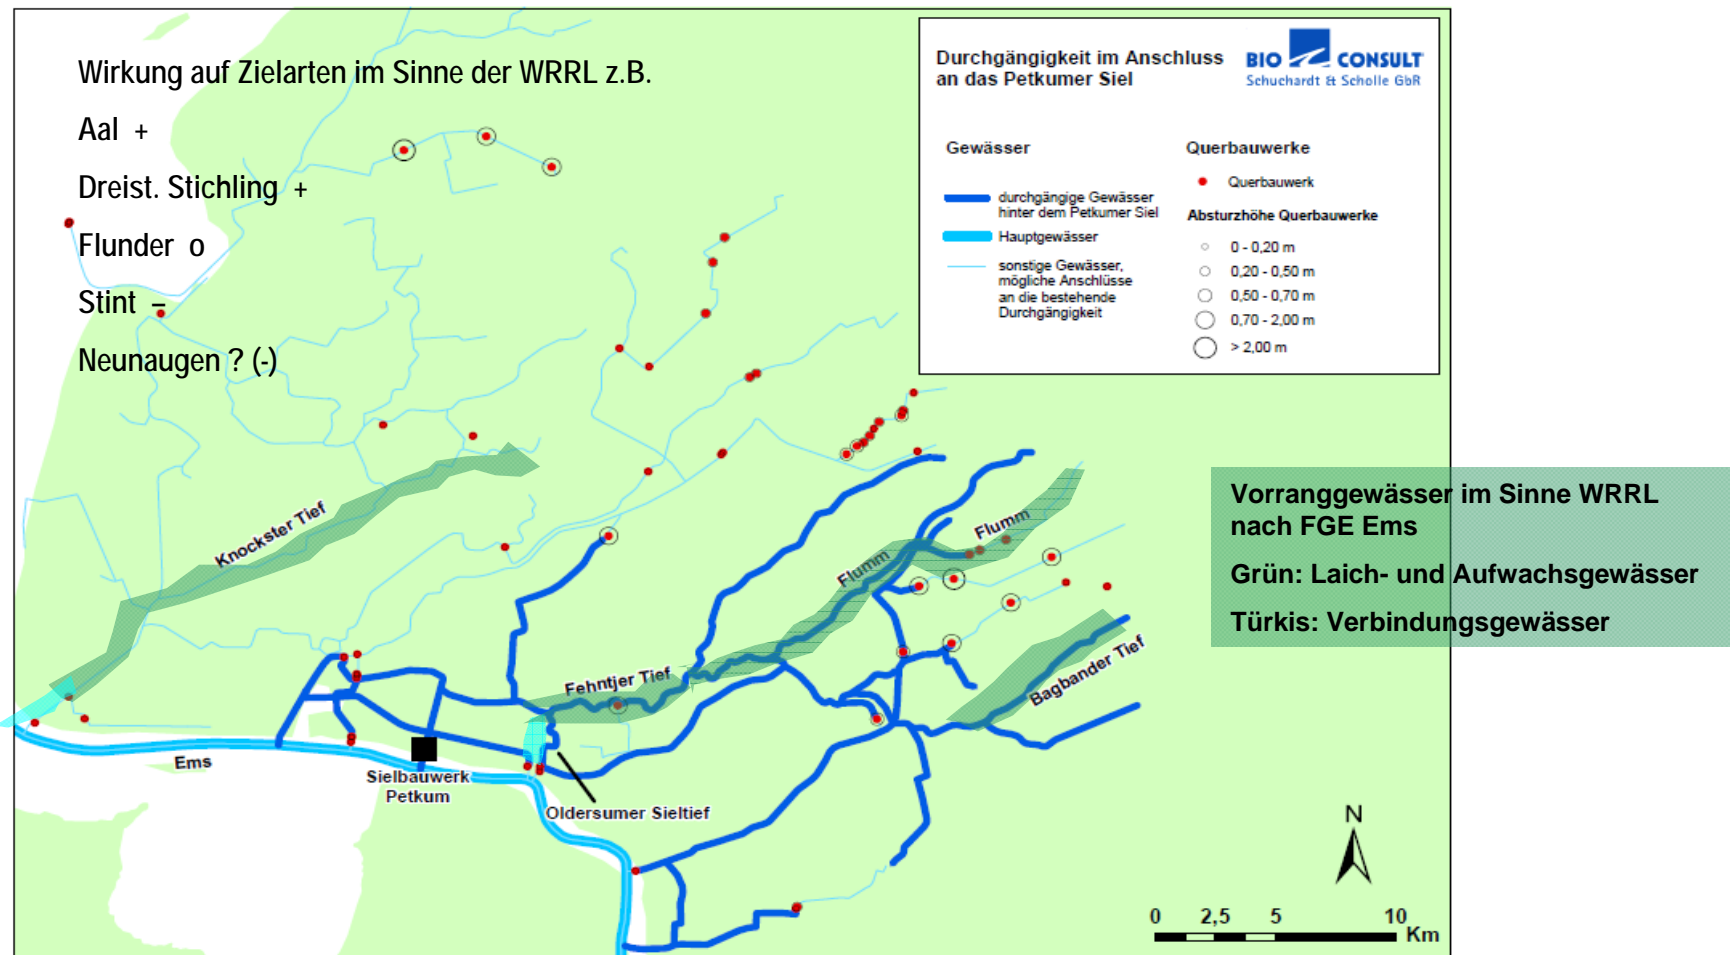 Wirkung auf Zielarten im Sinne der WRRL z.B.
Aal +
Dreist. Stichling +
Flunder o
Stint –
Neunaugen ? (-)
Durchgängigkeit im Anschluss
an das Petkumer Siel
BIO CONSULT
Schuchardt & Scholle GbR
Gewässer
durchgängige Gewässer
hinter dem Petkumer Siel
Hauptgewässer
sonstige Gewässer,
mögliche Anschlüsse
an die bestehende
Durchgängigkeit
Querbauwerke
Querbauwerk
Absturzhöhe Querbauwerke
0 - 0,20 m
0,20 - 0,50 m
0,50 - 0,70 m
0,70 - 2,00 m
> 2,00 m
Vorranggewässer im Sinne WRRL
nach FGE Ems
Grün: Laich- und Aufwachsgewässer
Türkis: Verbindungsgewässer
Knockster Tief
Flumm
Flumm
Fehntjer Tief
Bagbander Tief
Ems
Sielbauwerk
Petkum
Oldersumer Sieltief
N
0 2,5 5 10
Km